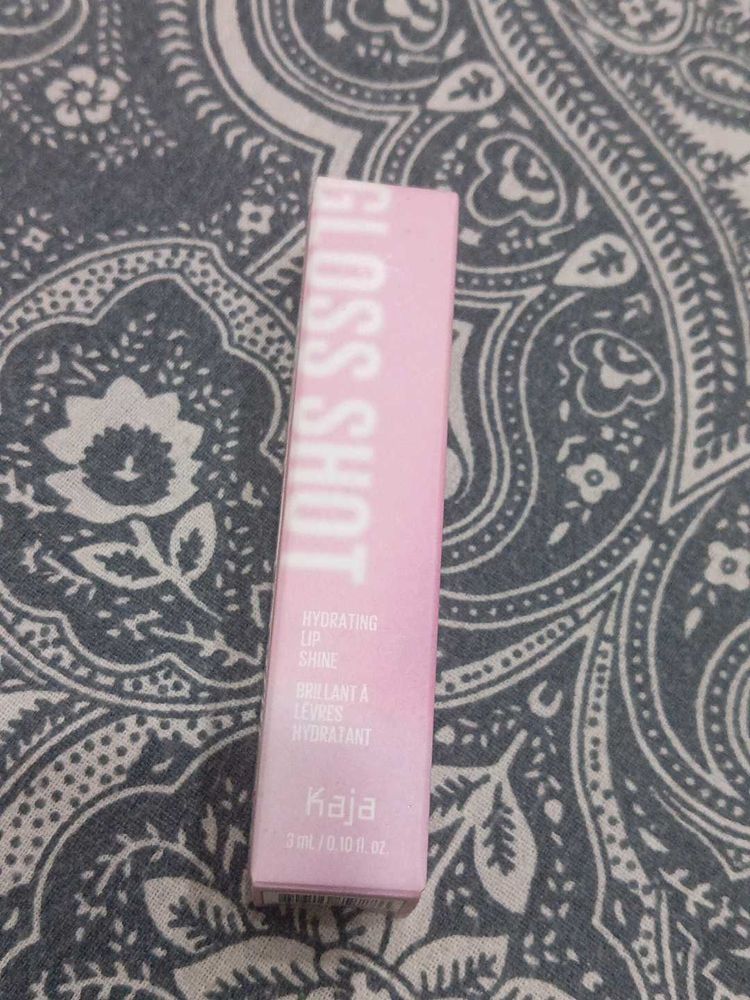 GLOSS SHOT
HYDRATING
LIP
SHINE
BRILLANT À
LÈVRES
HYDRATANT
Kaja
3 mL / 0.10 fl. oz.